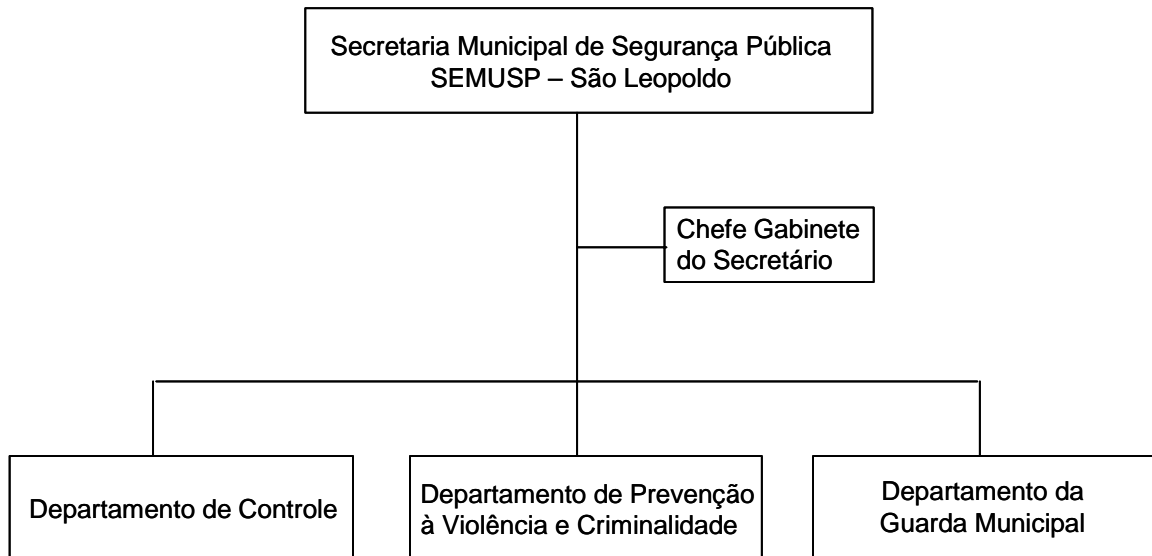 Secretaria Municipal de Segurança Pública
SEMUSP – São Leopoldo
Chefe Gabinete
do Secretário
Departamento de Controle
Departamento de Prevenção
à Violência e Criminalidade
Departamento da
Guarda Municipal